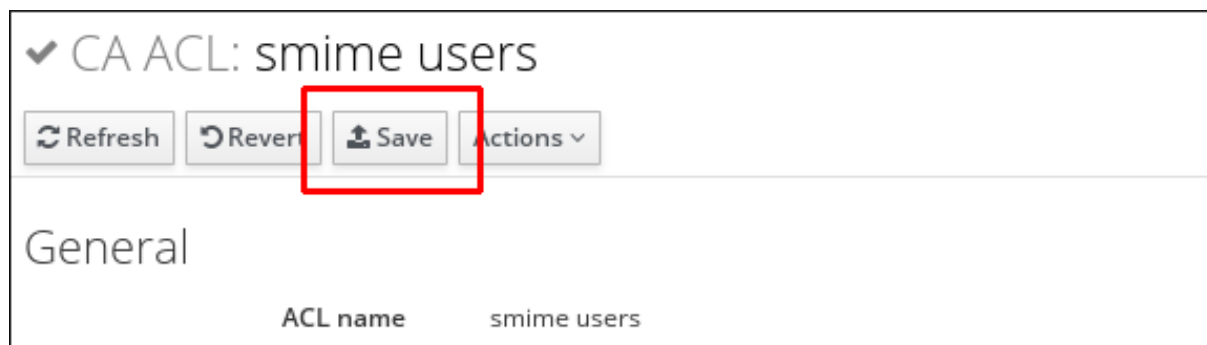 CA ACL: smime users
Refresh Revert Save Actions
General
ACL name smime users